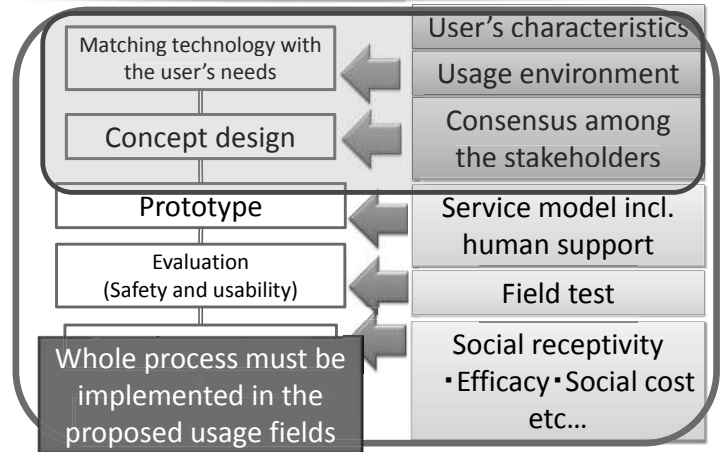 Matching technology with
the user's needs
Concept design
Prototype
Evaluation
(Safety and usability)
Whole process must be
implemented in the
proposed usage fields
User's characteristics
Usage environment
Consensus among
the stakeholders
Service model incl.
human support
Field test
Social receptivity
・Efficacy・Social cost
etc...